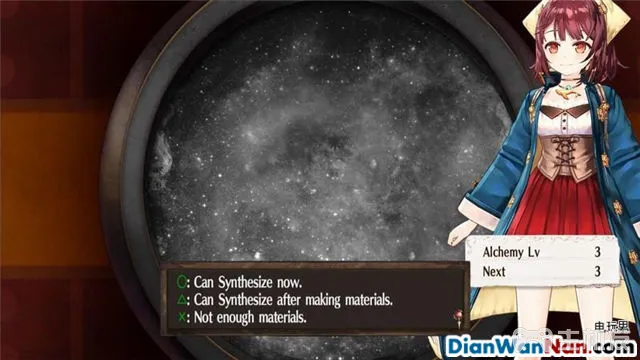 Alchemy Lv 3
Next 3
○: Can Synthesize now.
△: Can Synthesize after making materials.
×: Not enough materials.
电玩男
DianWanNan.com